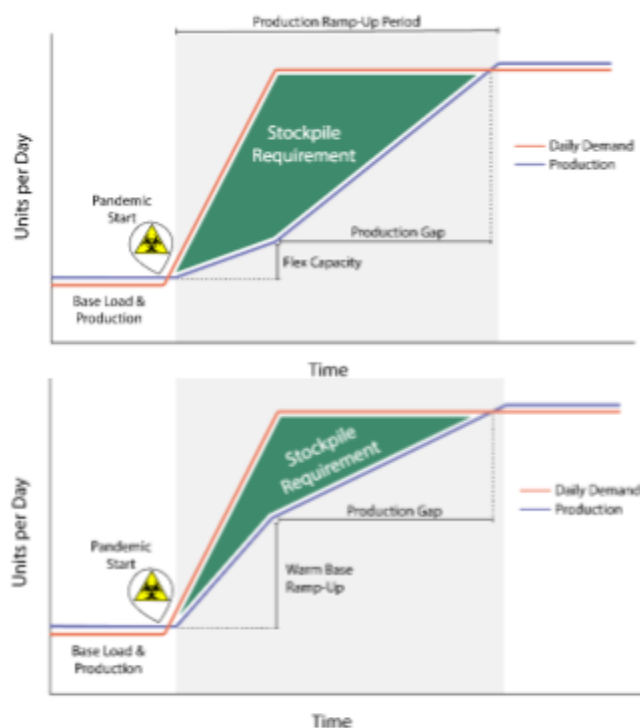 Production Ramp-Up Period
Units per Day
Stockpile
Requirement
Daily Demand
Production
Pandemic
Start
Production Gap
Flex Capacity
Base Load &
Production
Time
Units per Day
Stockpile
Requirement
Daily Demand
Production
Production Gap
Pandemic
Start
Warm Base
Ramp-Up
Base Load &
Production
Time